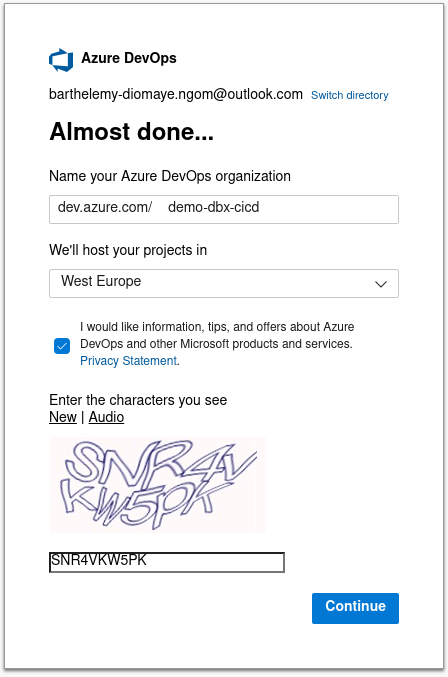 Azure DevOps
barthelemy-diomaye.ngom@outlook.com Switch directory
Almost done...
Name your Azure DevOps organization
dev.azure.com/ demo-dbx-cicd
We'll host your projects in
West Europe
I would like information, tips, and offers about Azure
DevOps and other Microsoft products and services.
Privacy Statement.
Enter the characters you see
New | Audio
SNR4V
KW5PK
SNR4VKW5PK
Continue